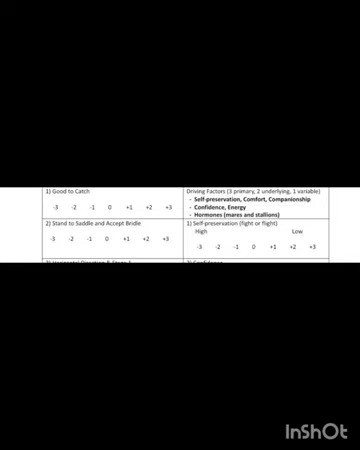 1) Good to Catch
-3 -2 -1 0 +1 +2 +3
Driving Factors (3 primary, 2 underlying, 1 variable)
- Self-preservation, Comfort, Companionship
- Confidence, Energy
- Hormones (mares and stallions)
2) Stand to Saddle and Accept Bridle
-3 -2 -1 0 +1 +2 +3
1) Self-preservation (fight or flight)
High Low
-3 -2 -1 0 +1 +2 +3
InShOt